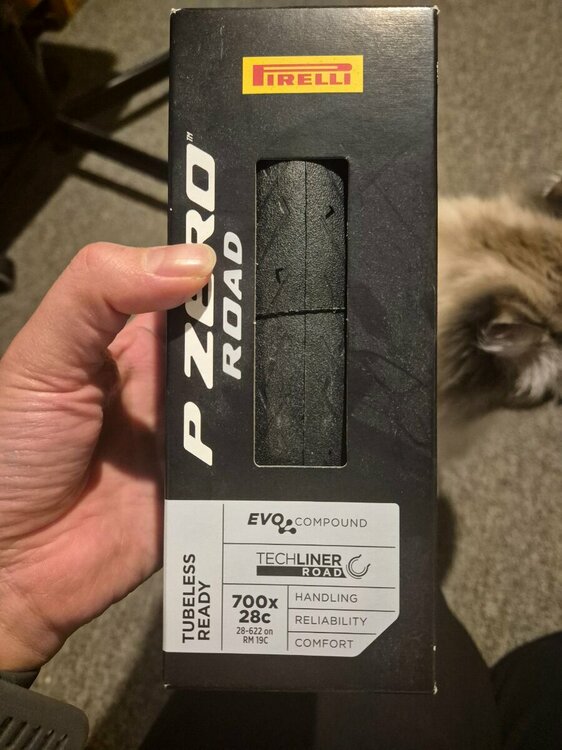 PIRELLI
P ZERO™
ROAD
EVO COMPOUND
TECHLINER
ROAD
TUBELESS
READY
700x
28c
28-622 on
RM 19C
HANDLING
RELIABILITY
COMFORT